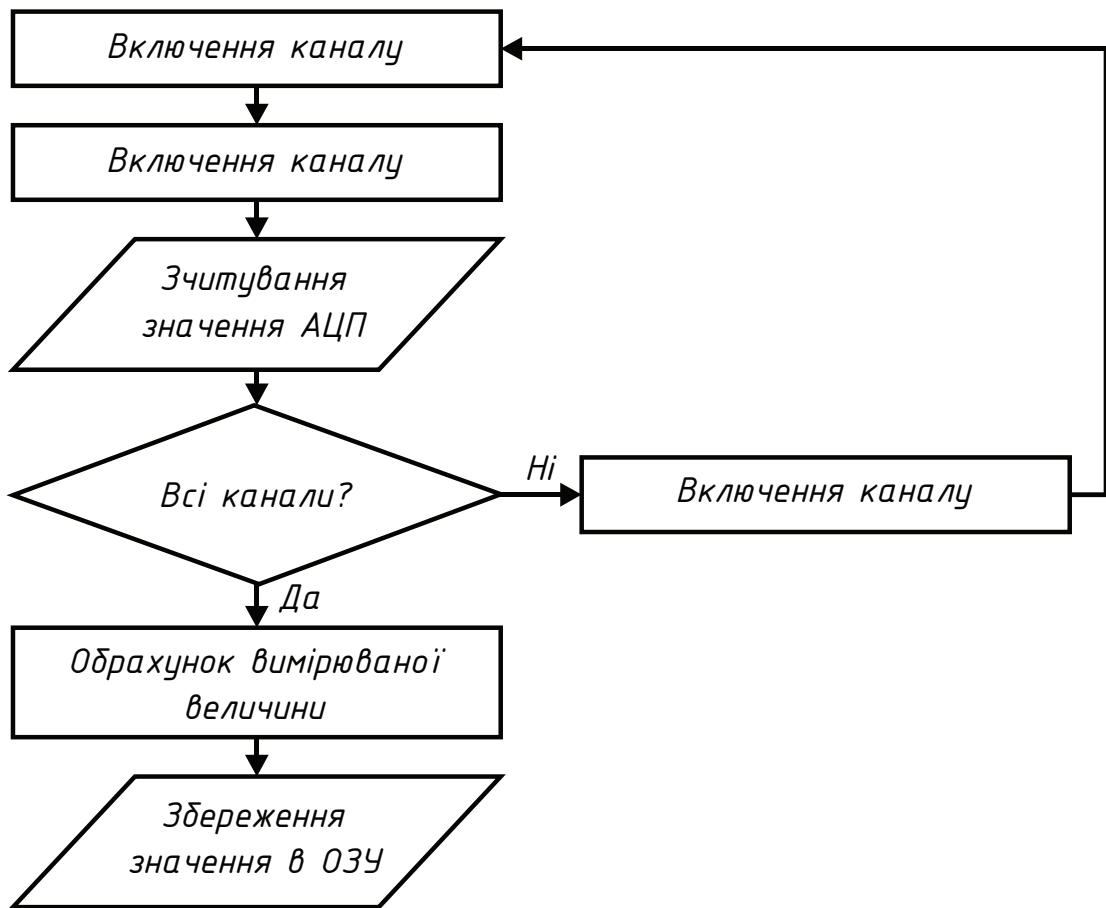 Включення каналу
Включення каналу
Зчитування
значення АЦП
Всі канали?
Ні
Включення каналу
Да
Обрахунок вимірюваної
величини
Збереження
значення в ОЗУ